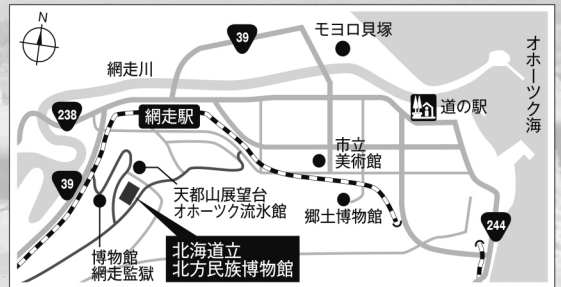 N
39
モヨロ貝塚
オホーツク海
網走川
238
網走駅
道の駅
市立
美術館
39
天都山展望台
オホーツク流氷館
郷土博物館
244
博物館
網走監獄
北海道立
北方民族博物館